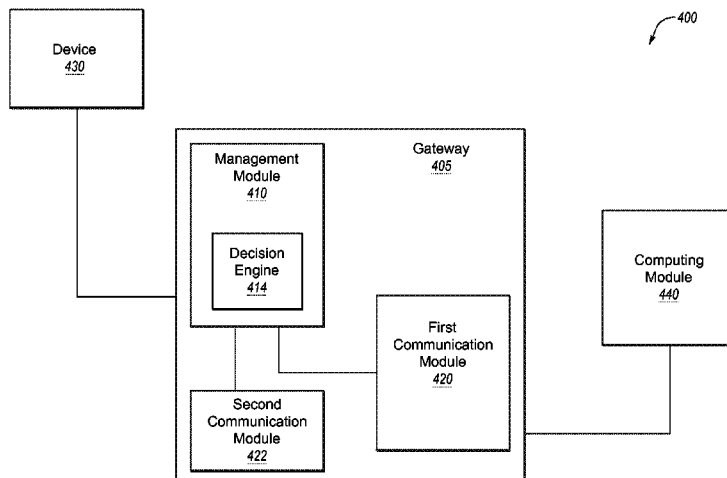 400
Device
430
Gateway
405
Management
Module
410
Decision
Engine
414
Computing
Module
440
First
Communication
Module
420
Second
Communication
Module
422